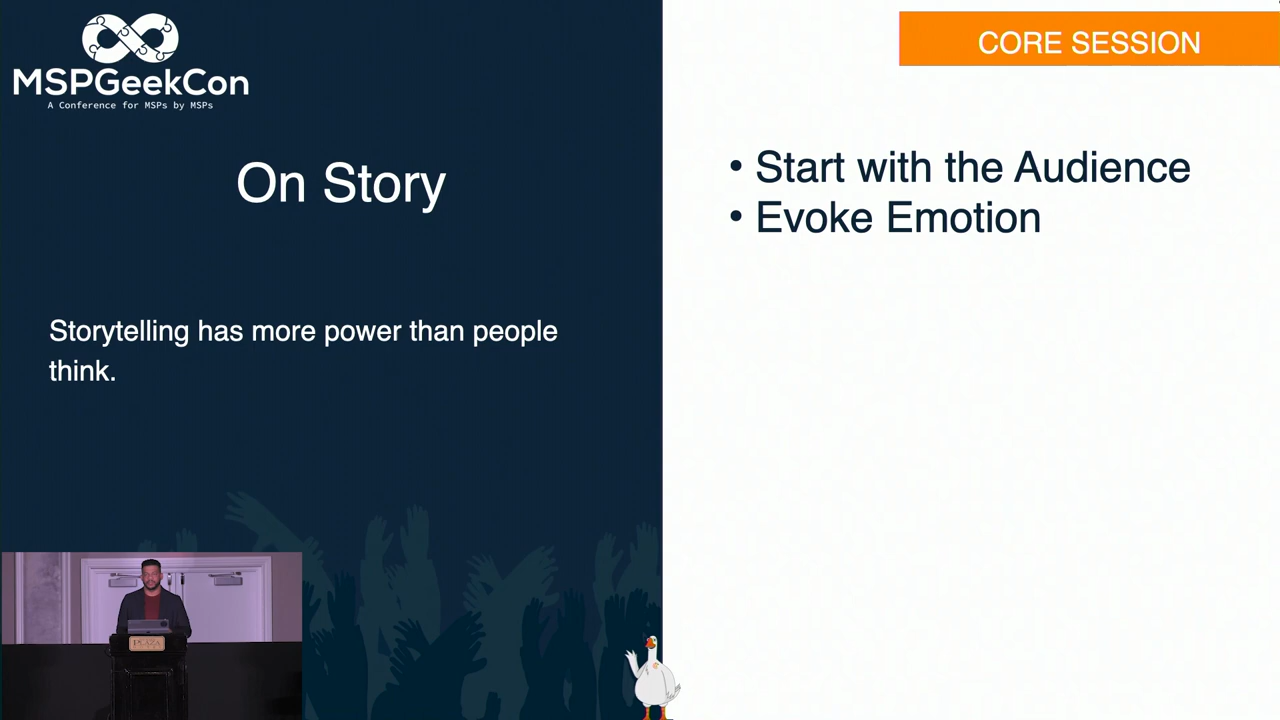 MSPGeekCon
A Conference for MSPs by MSPs
CORE SESSION
On Story
Storytelling has more power than people
think.
• Start with the Audience
• Evoke Emotion
PLAZA